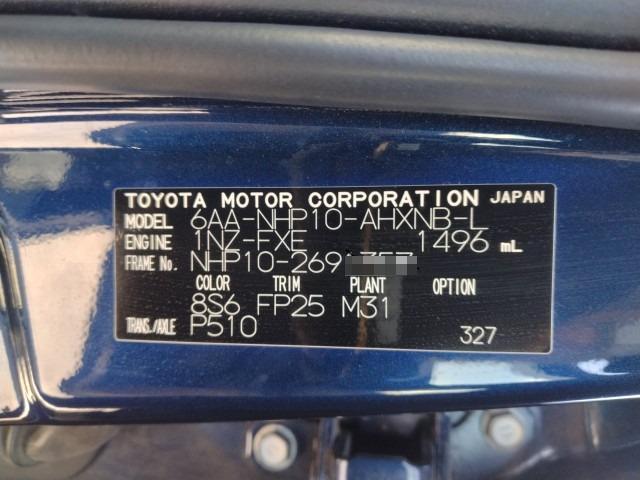 TOYOTA MOTOR CORPORATION JAPAN
MODEL 6AA-NHP10-AHXNB-L
ENGINE 1NZ-FXE 1496 mL
FRAME No. NHP10-269
COLOR TRIM PLANT OPTION
8S6 FP25 M31
TRANS./AXLE P510 327